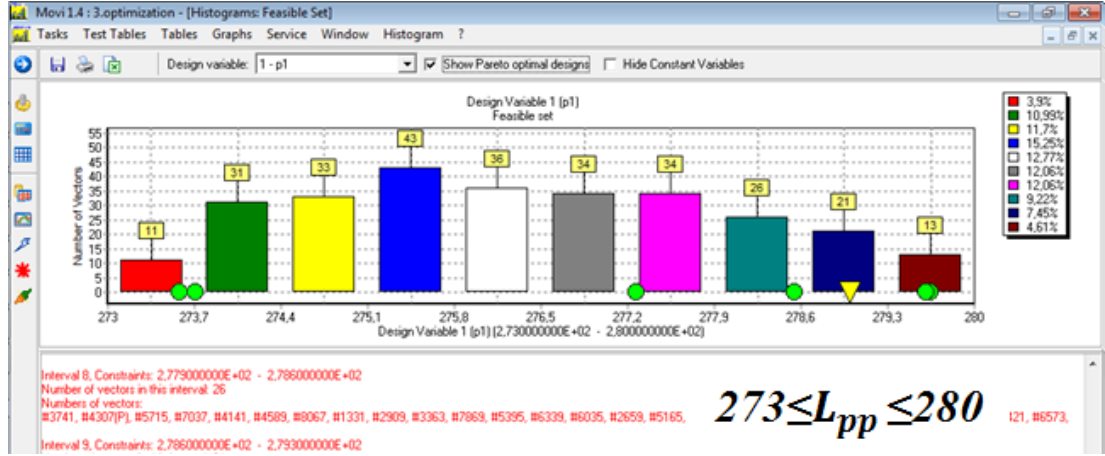 Movi 1.4 : 3.optimization - [Histograms: Feasible Set]
Tasks Test Tables Tables Graphs Service Window Histogram ?
Design variable: 1 - p1 Show Pareto optimal designs Hide Constant Variables
Design Variable 1 (p1)
Feasible set
Number of Vectors
55
50
45
40
35
30
25
20
15
10
5
0
11 31 33 43 36 34 34 26 21 13
273 273,7 274,4 275,1 275,8 276,5 277,2 277,9 278,6 279,3 280
Design Variable 1 (p1) (2,730000000E+02 - 2,800000000E+02)
3,9%
10,99%
11,7%
15,25%
12,77%
12,06%
12,06%
9,22%
7,45%
4,61%
Interval 8, Constraints: 2,779000000E+02 - 2,786000000E+02
Number of vectors in this interval: 26
Numbers of vectors:
#3741, #4307(P), #5715, #7037, #4141, #4589, #8067, #1331, #2909, #3363, #7869, #5395, #6339, #6035, #2659, #5165, 121, #6573,
273≤Lpp ≤280
Interval 9, Constraints: 2,786000000E+02 - 2,793000000E+02